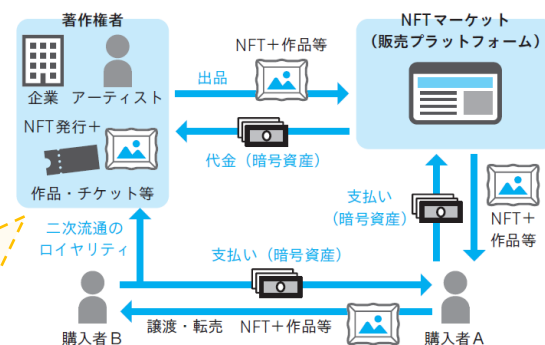 著作権者
企業 アーティスト
NFT発行＋
作品・チケット等
出品
NFT＋作品等
代金（暗号資産）
NFTマーケット
（販売プラットフォーム）
支払い
（暗号資産）
NFT＋
作品等
二次流通の
ロイヤリティ
支払い（暗号資産）
譲渡・転売 NFT＋作品等
購入者B
購入者A